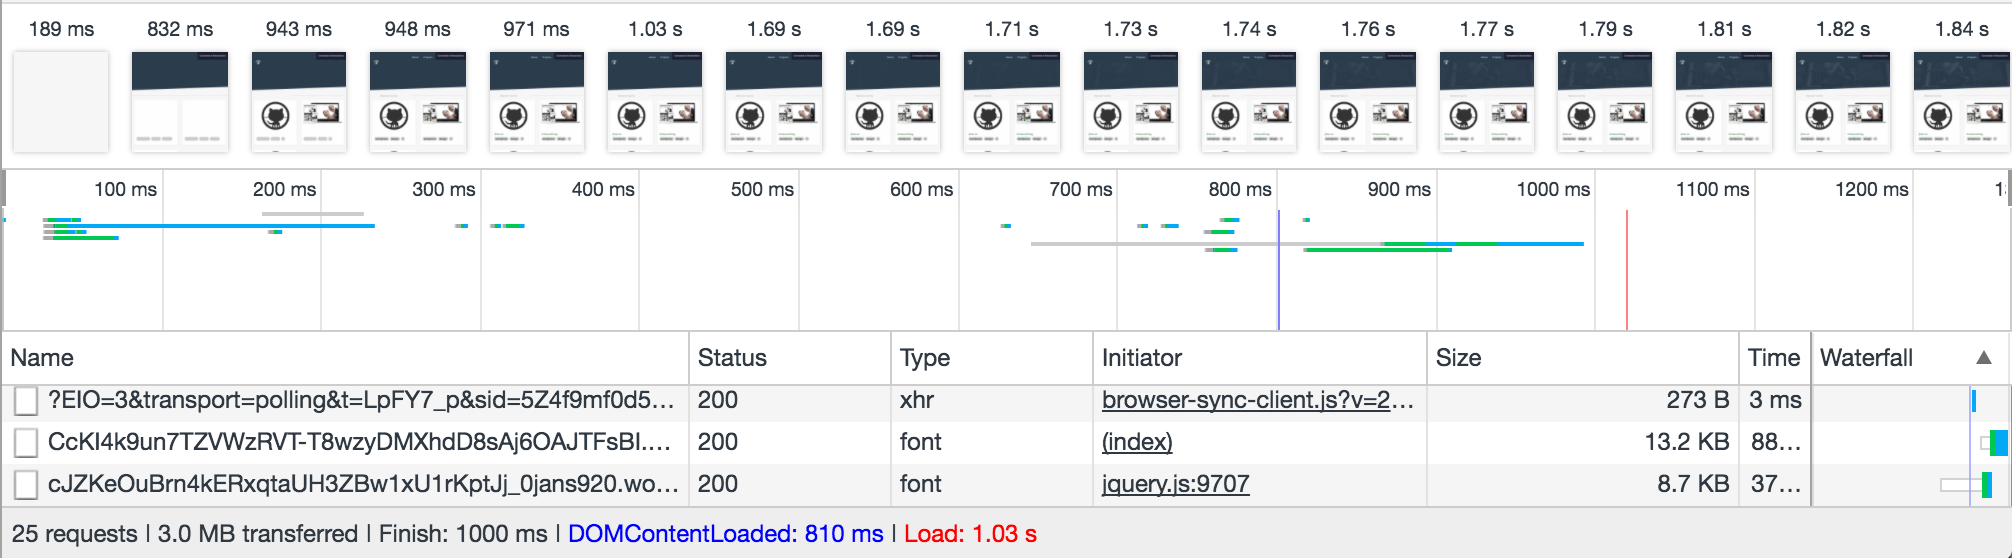 189 ms 832 ms 943 ms 948 ms 971 ms 1.03 s 1.69 s 1.69 s 1.71 s 1.73 s 1.74 s 1.76 s 1.77 s 1.79 s 1.81 s 1.82 s 1.84 s
100 ms 200 ms 300 ms 400 ms 500 ms 600 ms 700 ms 800 ms 900 ms 1000 ms 1100 ms 1200 ms
Name Status Type Initiator Size Time Waterfall ▲
?EIO=3&transport=polling&t=LpFY7_p&sid=5Z4f9mf0d5... 200 xhr browser-sync-client.js?v=2... 273 B 3 ms
CcKI4k9un7TZVWzRVT-T8wzyDMXhdD8sAj6OAJTFsBI.... 200 font (index) 13.2 KB 88...
cJZKeOuBrn4kERxqtaUH3ZBw1xU1rKptJj_0jans920.wo... 200 font jquery.js:9707 8.7 KB 37...
25 requests | 3.0 MB transferred | Finish: 1000 ms | DOMContentLoaded: 810 ms | Load: 1.03 s